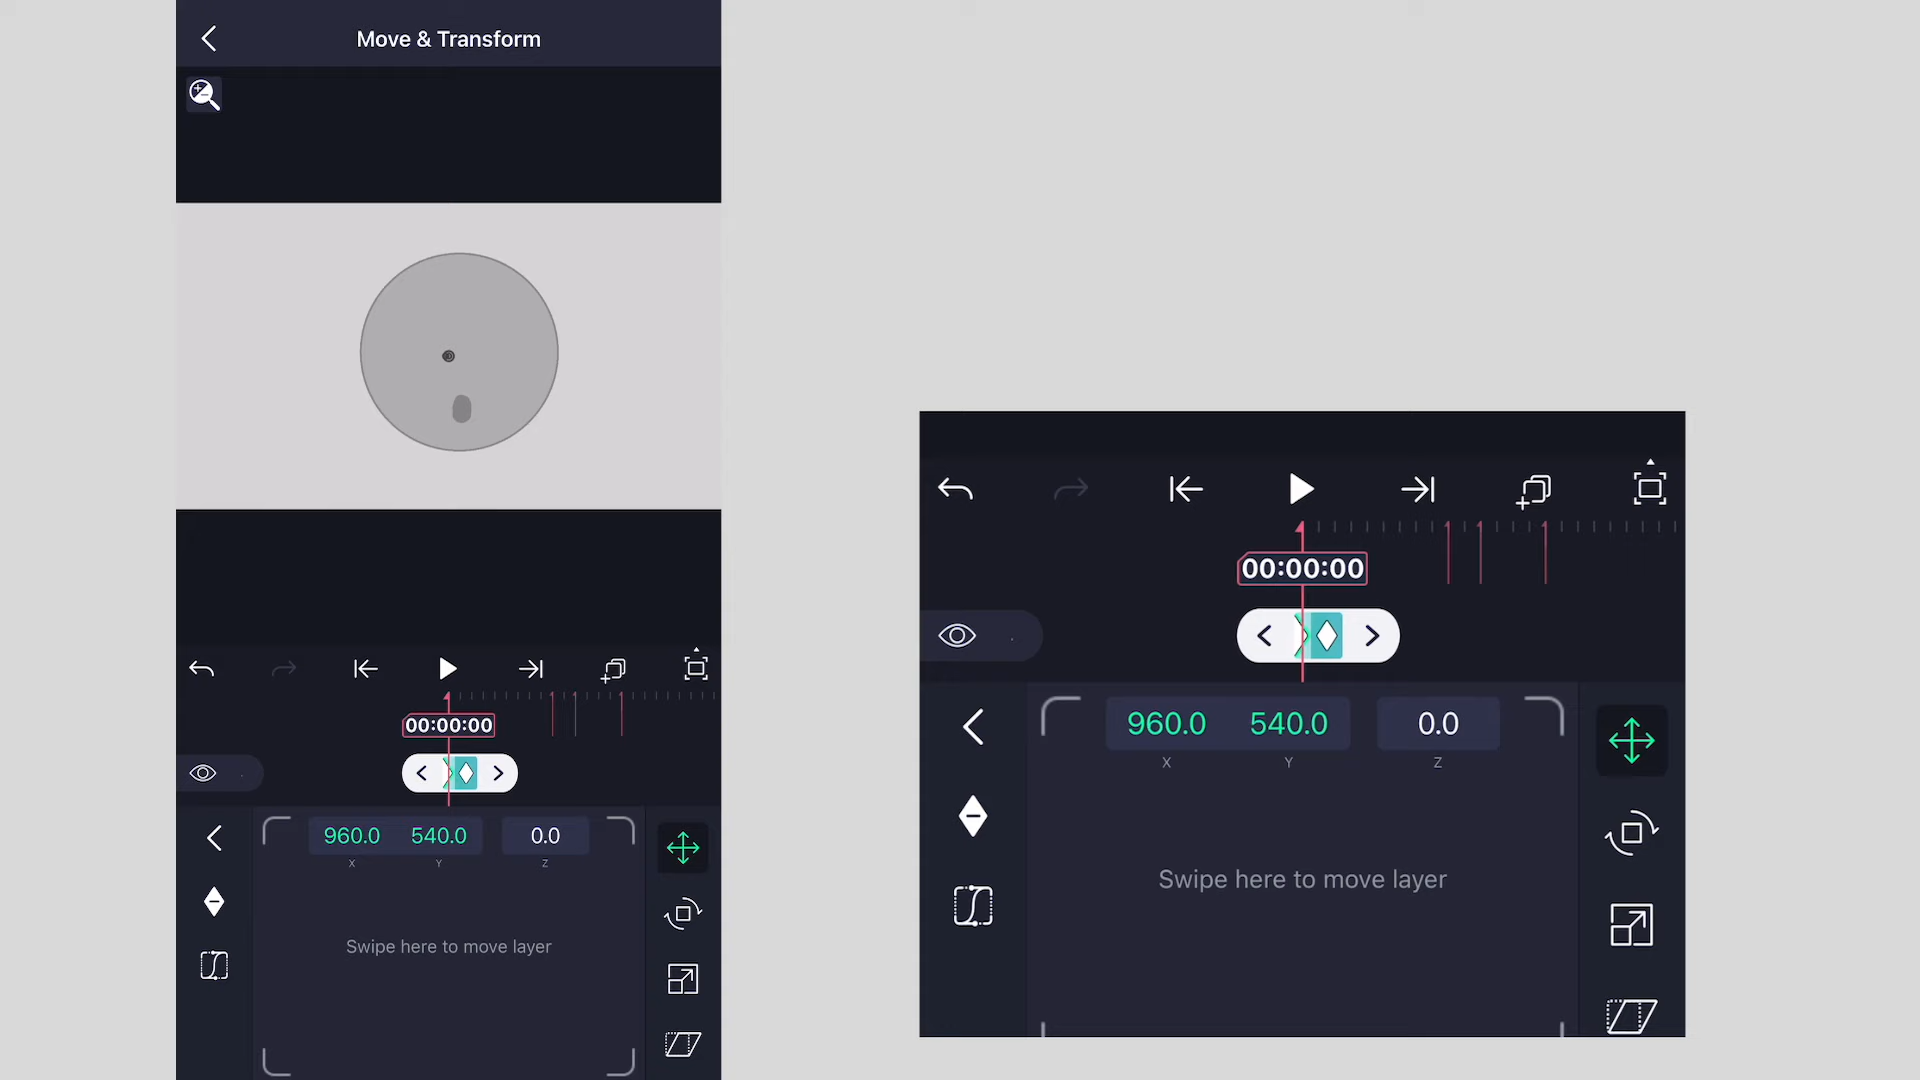 Move & Transform
00:00:00
960.0 540.0 0.0
X Y Z
Swipe here to move layer
00:00:00
960.0 540.0 0.0
X Y Z
Swipe here to move layer